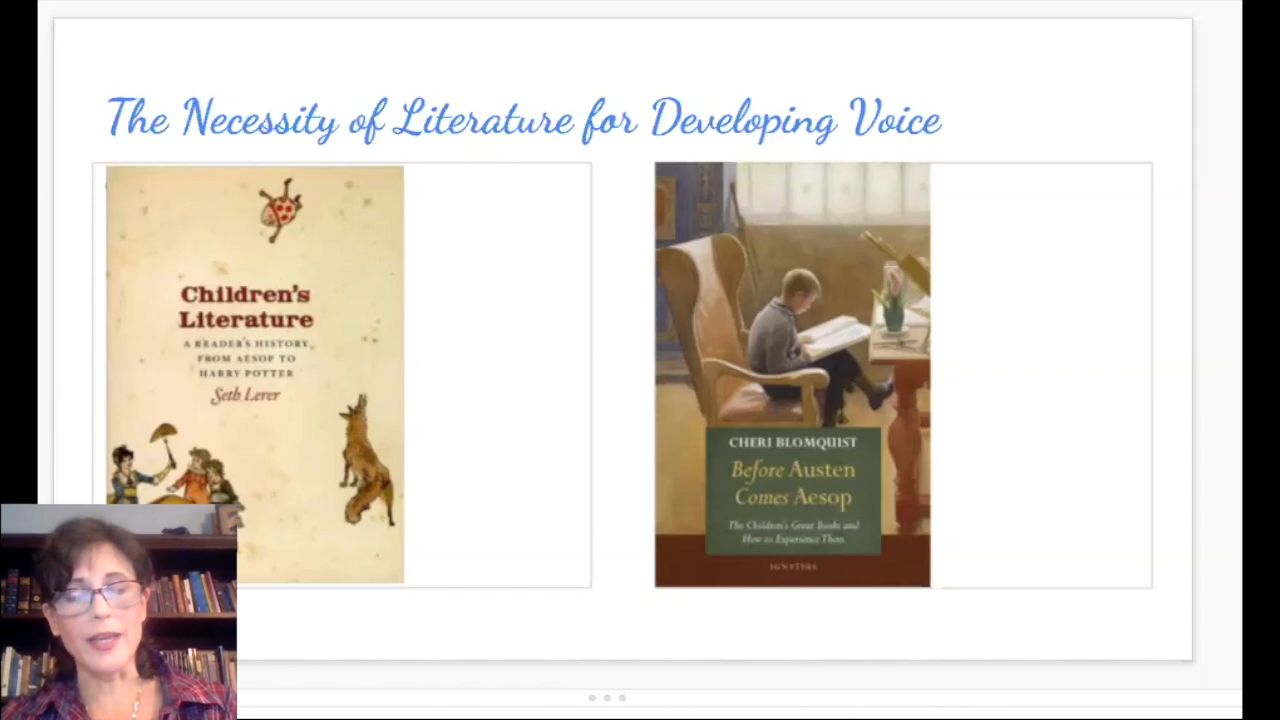 The Necessity of Literature for Developing Voice
Children's
Literature
A READER'S HISTORY
FROM AESOP TO
HARRY POTTER
Seth Lerer
CHERI BLOMQUIST
Before Austen
Comes Aesop
The Children's Great Books and
How to Experience Them
IGNATIUS